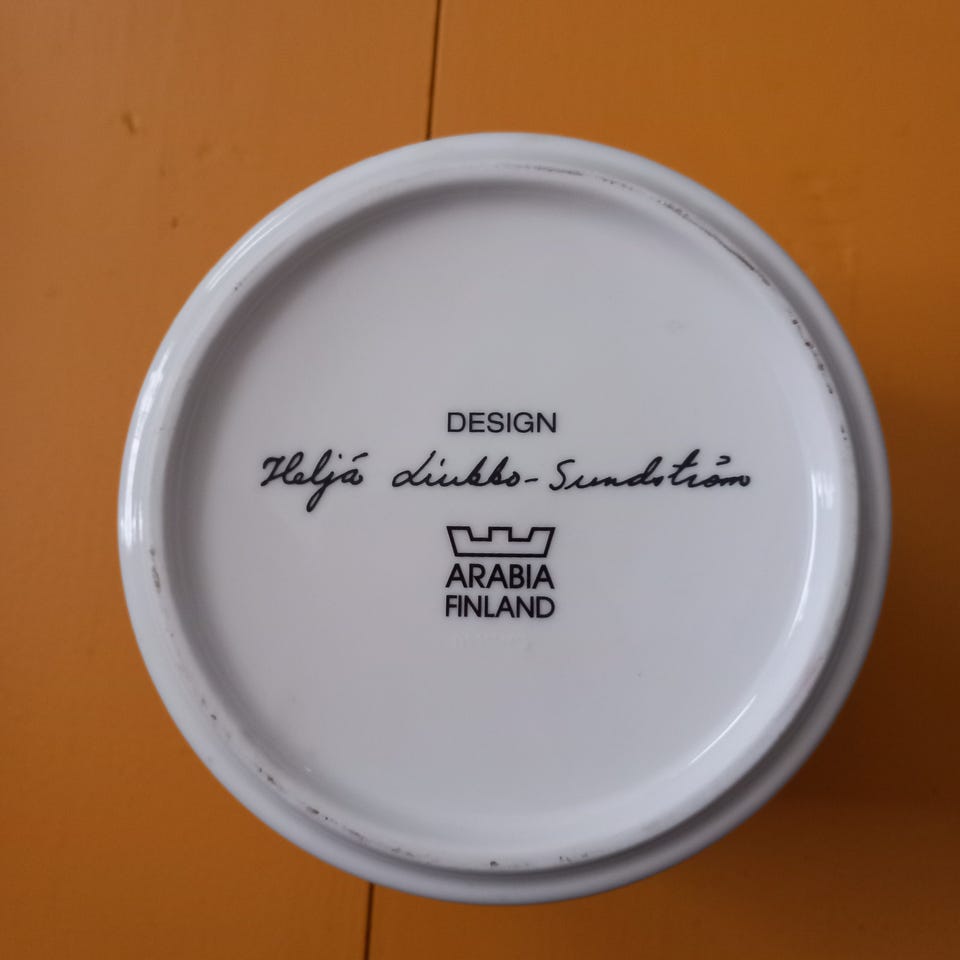 DESIGN
Heljä Liukko-Sundström
ARABIA
FINLAND